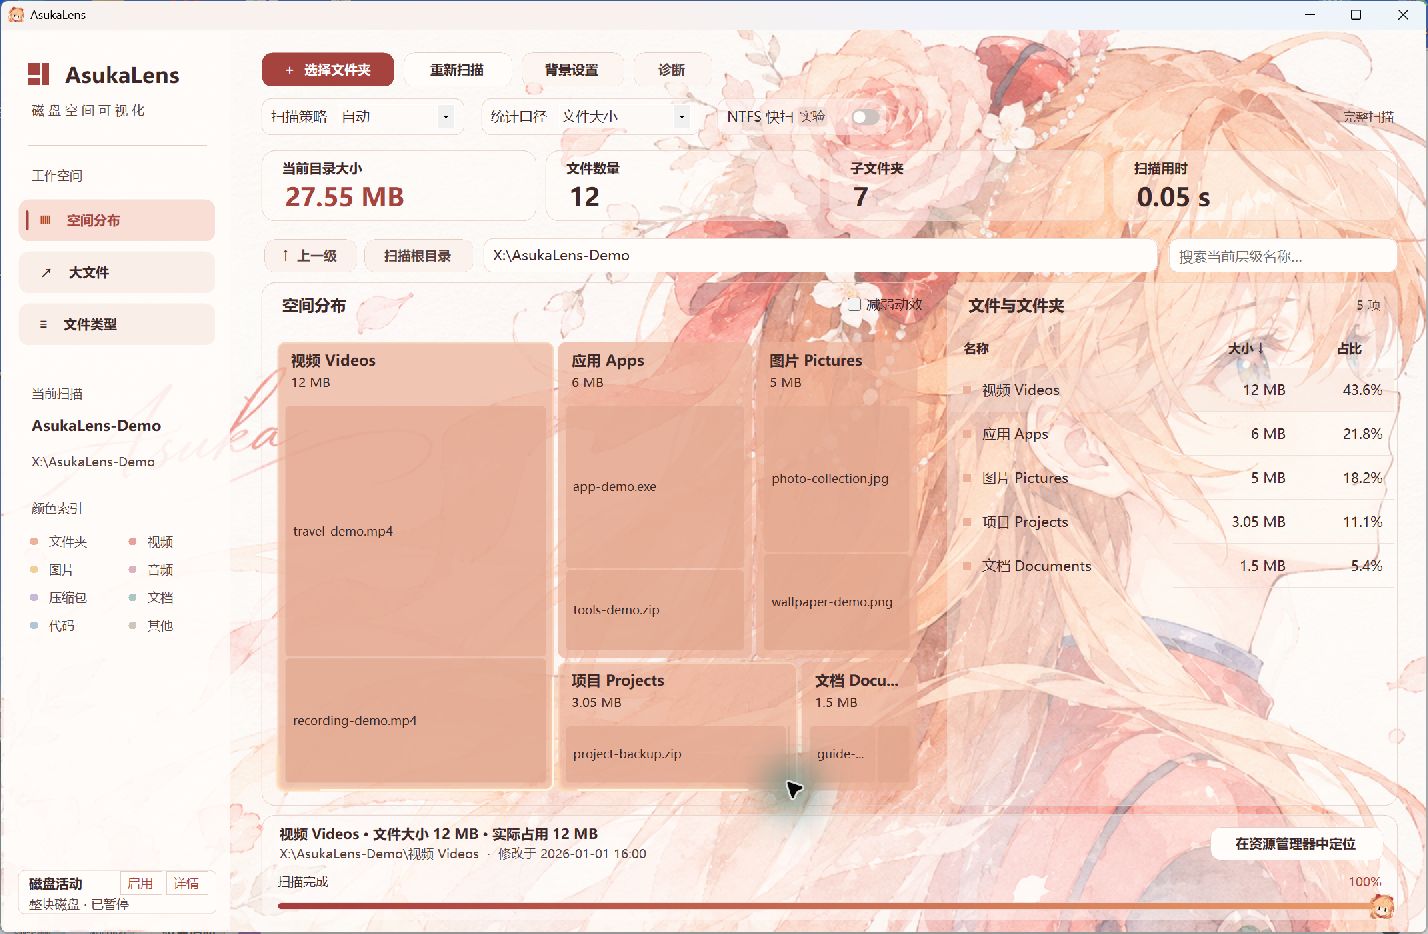 AsukaLens
AsukaLens
磁盘空间可视化
工作空间
空间分布
大文件
文件类型
当前扫描
AsukaLens-Demo
X:\AsukaLens-Demo
颜色索引
文件夹 视频
图片 音频
压缩包 文档
代码 其他
磁盘活动 启用 详情
整块磁盘 · 已暂停
+ 选择文件夹 重新扫描 背景设置 诊断
扫描策略 自动 统计口径 文件大小 NTFS 快扫 实验 完整扫描
当前目录大小 文件数量 子文件夹 扫描用时
27.55 MB 12 7 0.05 s
↑ 上一级 扫描根目录 X:\AsukaLens-Demo 搜索当前层级名称...
空间分布 减弱动效
视频 Videos
12 MB
travel-demo.mp4
recording-demo.mp4
应用 Apps
6 MB
app-demo.exe
tools-demo.zip
图片 Pictures
5 MB
photo-collection.jpg
wallpaper-demo.png
项目 Projects
3.05 MB
project-backup.zip
文档 Docu...
1.5 MB
guide-...
文件与文件夹 5 项
名称 大小 ↓ 占比
视频 Videos 12 MB 43.6%
应用 Apps 6 MB 21.8%
图片 Pictures 5 MB 18.2%
项目 Projects 3.05 MB 11.1%
文档 Documents 1.5 MB 5.4%
视频 Videos • 文件大小 12 MB • 实际占用 12 MB
X:\AsukaLens-Demo\视频 Videos · 修改于 2026-01-01 16:00
在资源管理器中定位
扫描完成 100%
Asuka